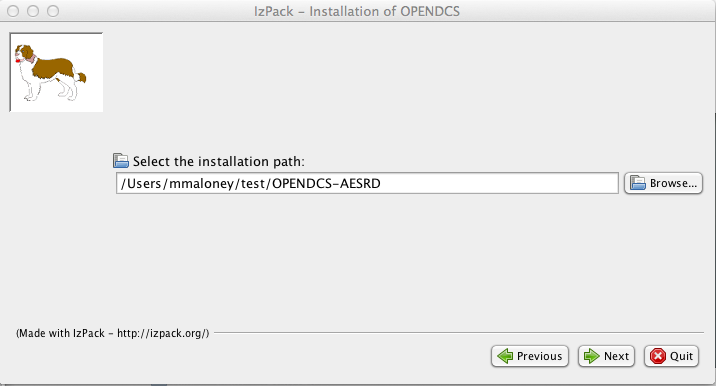 IzPack - Installation of OPENDCS
Select the installation path:
/Users/mmaloney/test/OPENDCS-AESRD
Browse...
(Made with IzPack - http://izpack.org/)
Previous
Next
Quit